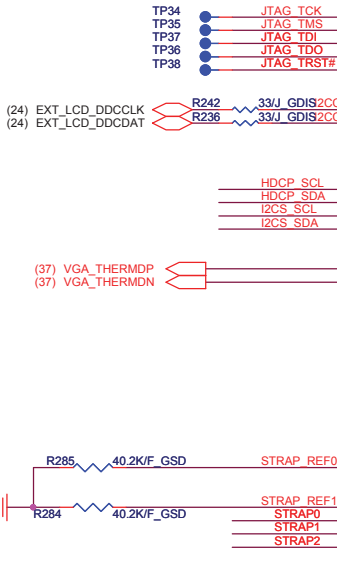 TP34 JTAG_TCK
TP35 JTAG_TMS
TP37 JTAG_TDI
TP36 JTAG_TDO
TP38 JTAG_TRST#
(24) EXT_LCD_DDCCLK R242 33/J_GDIS I2CC
(24) EXT_LCD_DDCDAT R236 33/J_GDIS I2CC
HDCP_SCL
HDCP_SDA
I2CS_SCL
I2CS_SDA
(37) VGA_THERMDP
(37) VGA_THERMDN
R285 40.2K/F_GSD STRAP_REF0
STRAP_REF1
R284 40.2K/F_GSD STRAP0
STRAP1
STRAP2